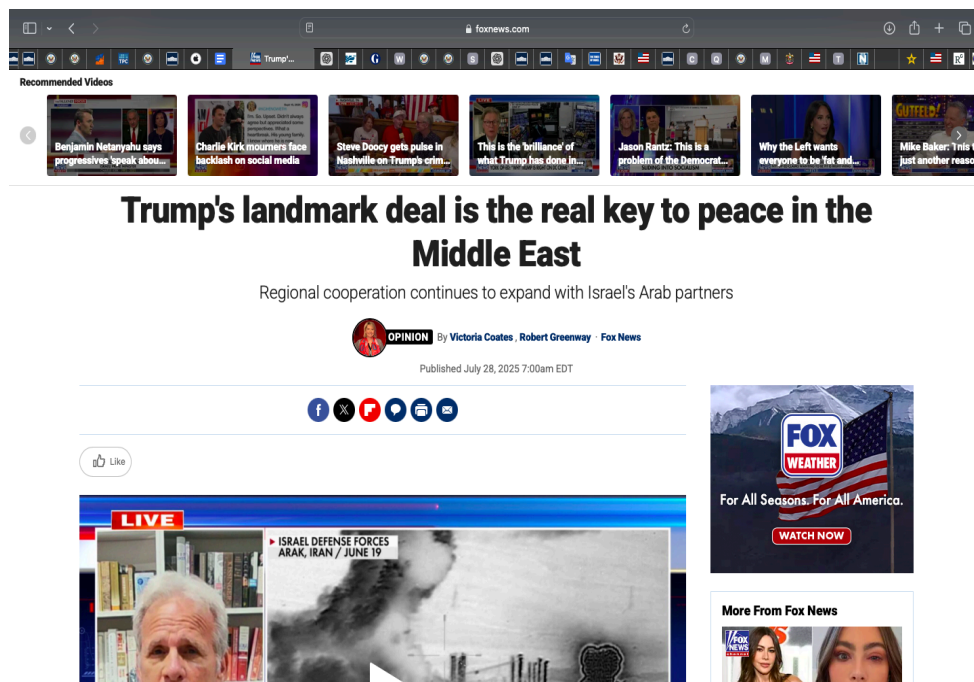 foxnews.com
Trump'...
Recommended Videos
Benjamin Netanyahu says
progressives 'speak abou...
Charlie Kirk mourners face
backlash on social media
Steve Doocy gets pulse in
Nashville on Trump's crim...
This is the 'brilliance' of
what Trump has done in...
Jason Rantz: This is a
problem of the Democrat...
Why the Left wants
everyone to be 'fat and...
GUTFELD!
Mike Baker: This
just another reaso
Trump's landmark deal is the real key to peace in the
Middle East
Regional cooperation continues to expand with Israel's Arab partners
OPINION By Victoria Coates , Robert Greenway · Fox News
Published July 28, 2025 7:00am EDT
Like
LIVE
ISRAEL DEFENSE FORCES
ARAK, IRAN / JUNE 19
FOX
WEATHER
For All Seasons. For All America.
WATCH NOW
More From Fox News
FOX
NEWS